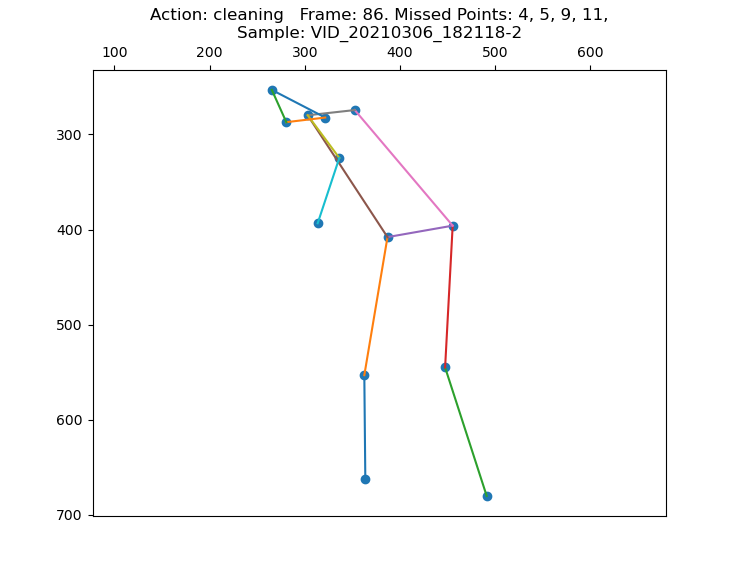 Action: cleaning   Frame: 86. Missed Points: 4, 5, 9, 11,
Sample: VID_20210306_182118-2
100 200 300 400 500 600
300
400
500
600
700